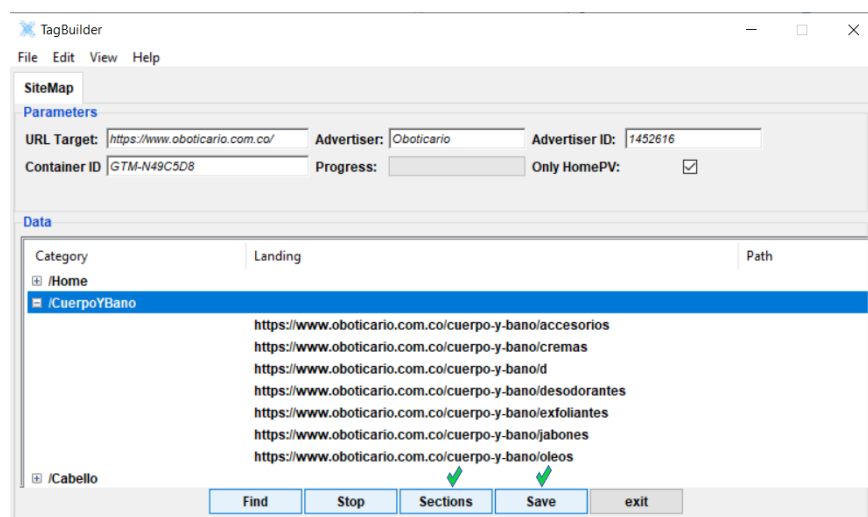 TagBuilder
File Edit View Help
SiteMap
Parameters
URL Target: https://www.oboticario.com.co/ Advertiser: Oboticario Advertiser ID: 1452616
Container ID GTM-N49C5D8 Progress: Only HomePV:
Data
Category Landing Path
/Home
/CuerpoYBano
https://www.oboticario.com.co/cuerpo-y-bano/accesorios
https://www.oboticario.com.co/cuerpo-y-bano/cremas
https://www.oboticario.com.co/cuerpo-y-bano/d
https://www.oboticario.com.co/cuerpo-y-bano/desodorantes
https://www.oboticario.com.co/cuerpo-y-bano/exfoliantes
https://www.oboticario.com.co/cuerpo-y-bano/jabones
https://www.oboticario.com.co/cuerpo-y-bano/oleos
/Cabello
Find Stop Sections Save exit